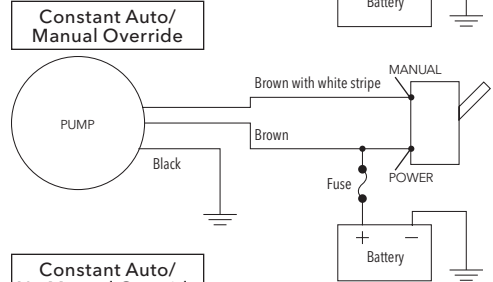 Battery
Constant Auto/
Manual Override
MANUAL
Brown with white stripe
PUMP
Brown
Black
Fuse
POWER
+ −
Battery
Constant Auto/